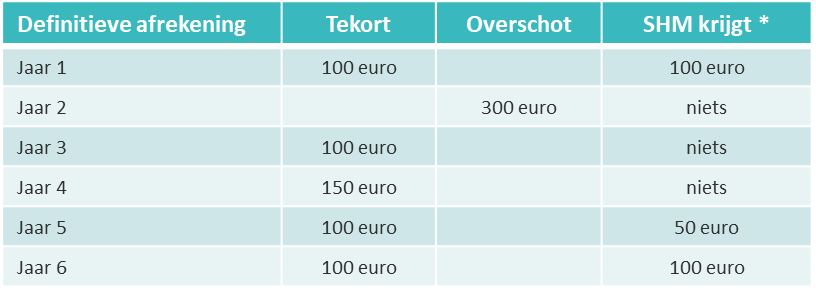 Definitieve afrekening Tekort Overschot SHM krijgt *
Jaar 1 100 euro 100 euro
Jaar 2 300 euro niets
Jaar 3 100 euro niets
Jaar 4 150 euro niets
Jaar 5 100 euro 50 euro
Jaar 6 100 euro 100 euro